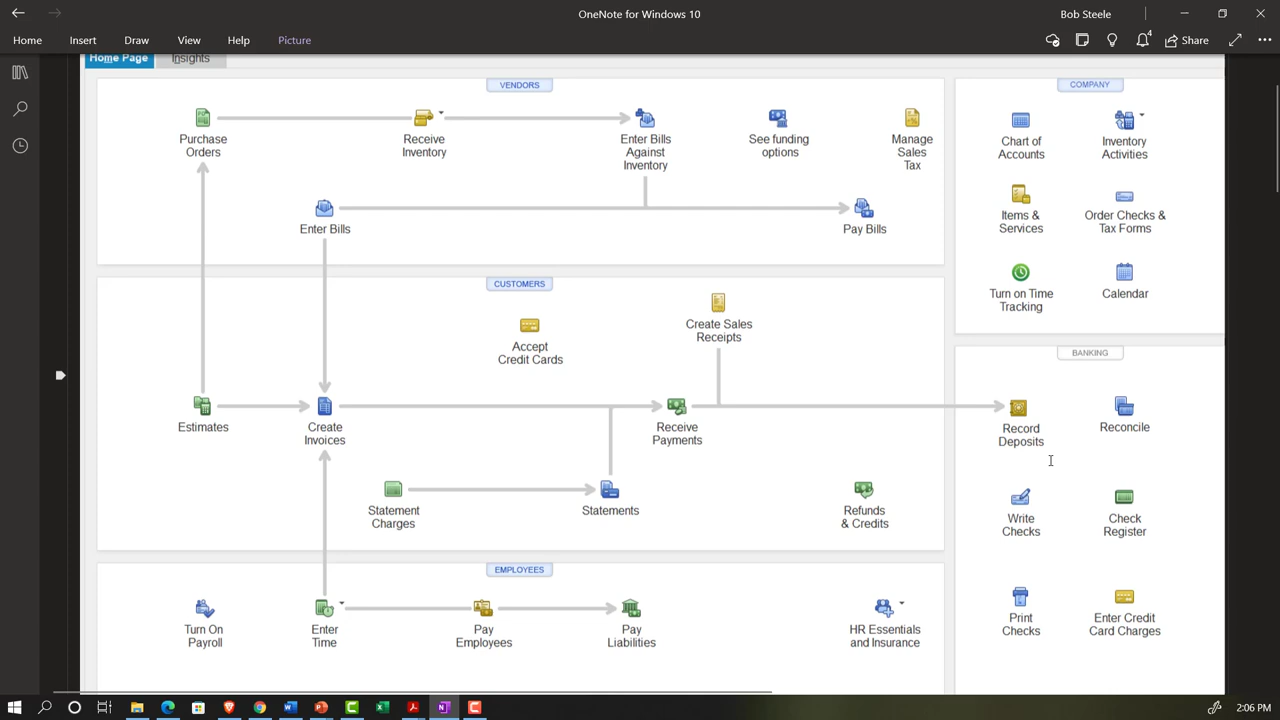 OneNote for Windows 10
Bob Steele
Home
Insert
Draw
View
Help
Picture
4
Share
Home Page
Insights
VENDORS
Purchase
Orders
Receive
Inventory
Enter Bills
Against
Inventory
See funding
options
Manage
Sales
Tax
Enter Bills
Pay Bills
CUSTOMERS
Create Sales
Receipts
Accept
Credit Cards
Estimates
Create
Invoices
Receive
Payments
Statement
Charges
Statements
Refunds
& Credits
EMPLOYEES
Turn On
Payroll
Enter
Time
Pay
Employees
Pay
Liabilities
HR Essentials
and Insurance
COMPANY
Chart of
Accounts
Inventory
Activities
Items &
Services
Order Checks &
Tax Forms
Turn on Time
Tracking
Calendar
BANKING
Record
Deposits
Reconcile
Write
Checks
Check
Register
Print
Checks
Enter Credit
Card Charges
2:06 PM